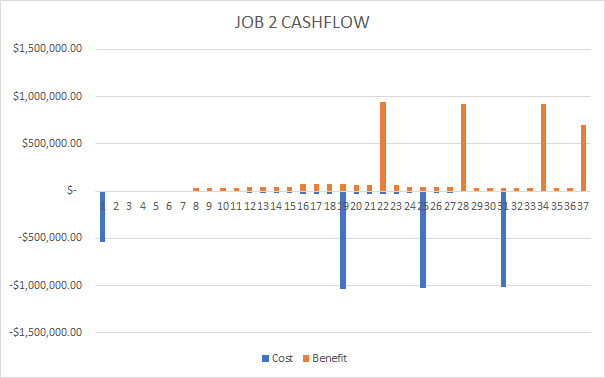 JOB 2 CASHFLOW
$1,500,000.00
$1,000,000.00
$500,000.00
$-
1 2 3 4 5 6 7 8 9 10 11 12 13 14 15 16 17 18 19 20 21 22 23 24 25 26 27 28 29 30 31 32 33 34 35 36 37
-$500,000.00
-$1,000,000.00
-$1,500,000.00
Cost Benefit